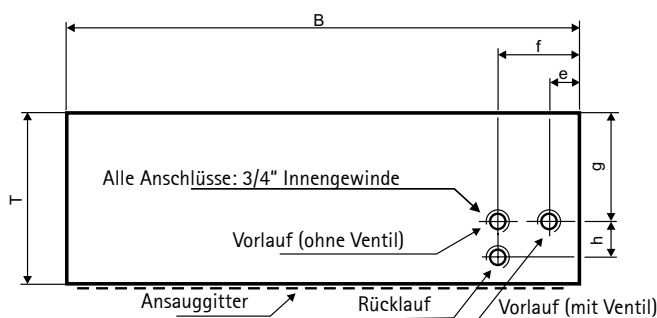 B
f
e
T
g
h
Alle Anschlüsse: 3/4“ Innengewinde
Vorlauf (ohne Ventil)
Ansauggitter
Rücklauf
Vorlauf (mit Ventil)